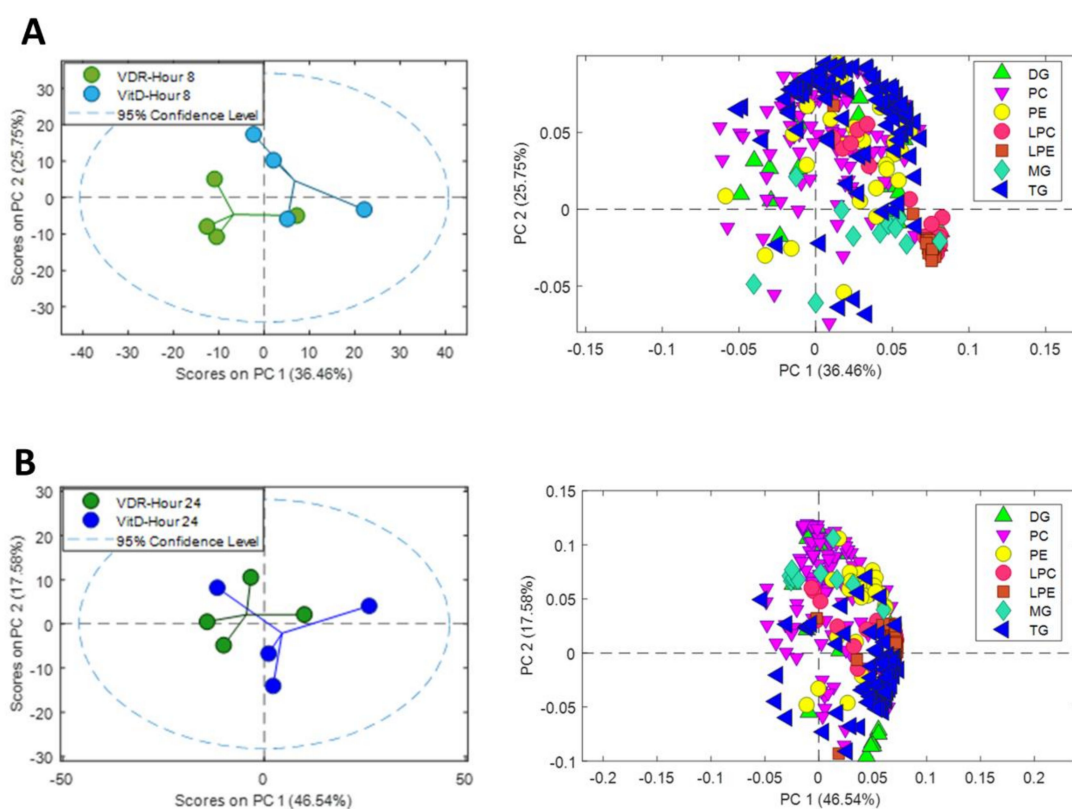 A
VDR-Hour 8
VitD-Hour 8
95% Confidence Level
Scores on PC 2 (25.75%)
30
20
10
0
-10
-20
-30
-40 -30 -20 -10 0 10 20 30 40
Scores on PC 1 (36.46%)
DG
PC
PE
LPC
LPE
MG
TG
PC 2 (25.75%)
0.05
0
-0.05
-0.15 -0.1 -0.05 0 0.05 0.1 0.15
PC 1 (36.46%)
B
VDR-Hour 24
VitD-Hour 24
95% Confidence Level
Scores on PC 2 (17.58%)
30
20
10
0
-10
-20
-30
-50 0 50
Scores on PC 1 (46.54%)
DG
PC
PE
LPC
LPE
MG
TG
PC 2 (17.58%)
0.15
0.1
0.05
0
-0.05
-0.1
-0.2 -0.15 -0.1 -0.05 0 0.05 0.1 0.15 0.2
PC 1 (46.54%)